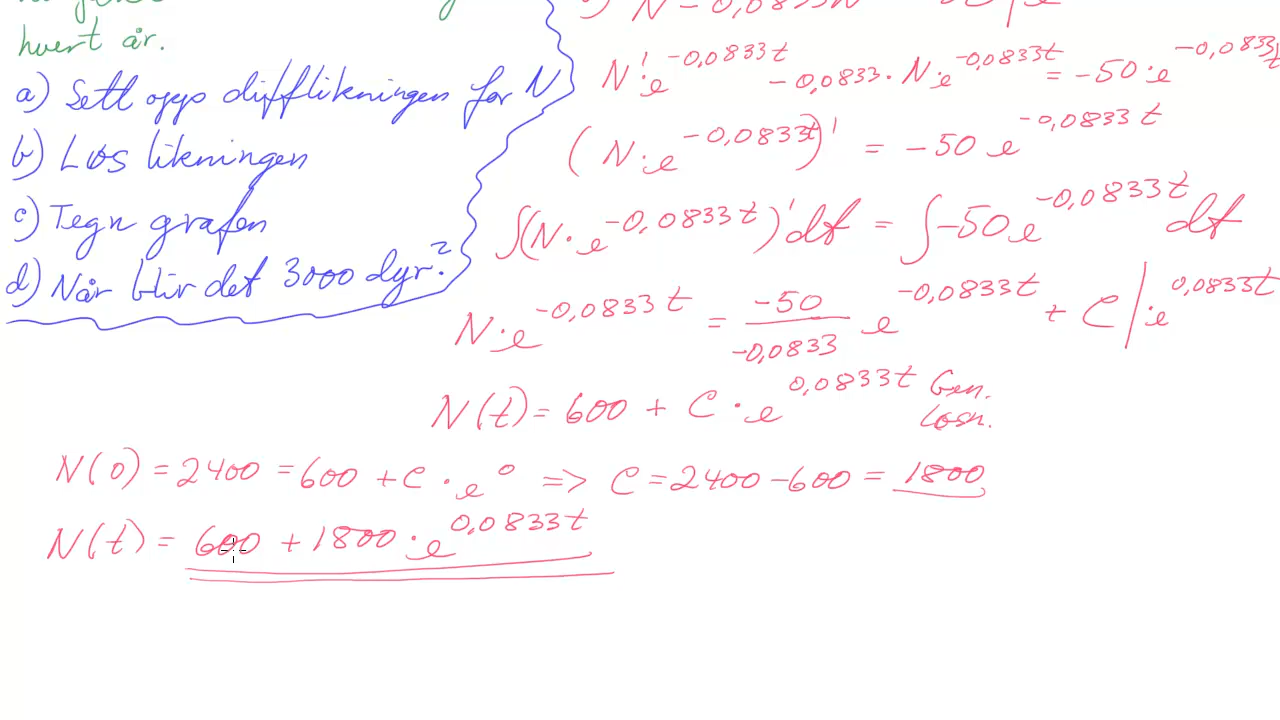 hvert år.
a) Sett opp difflikningen for N
b) Løs likningen
c) Tegn grafen
d) Når blir det 3000 dyr?
N' · e^{-0,0833t} - 0,0833 · N · e^{-0,0833t} = -50 · e^{-0,0833t}
(N · e^{-0,0833t})' = -50 e^{-0,0833t}
∫(N · e^{-0,0833t})' dt = ∫-50e^{-0,0833t} dt
N · e^{-0,0833t} = \frac{-50}{-0,0833} e^{-0,0833t} + C | · e^{0,0833t}
N(t) = 600 + C · e^{0,0833t} Gen. Løsn.
N(0) = 2400 = 600 + C · e^0 => C = 2400 - 600 = 1800
N(t) = 600 + 1800 · e^{0,0833t}